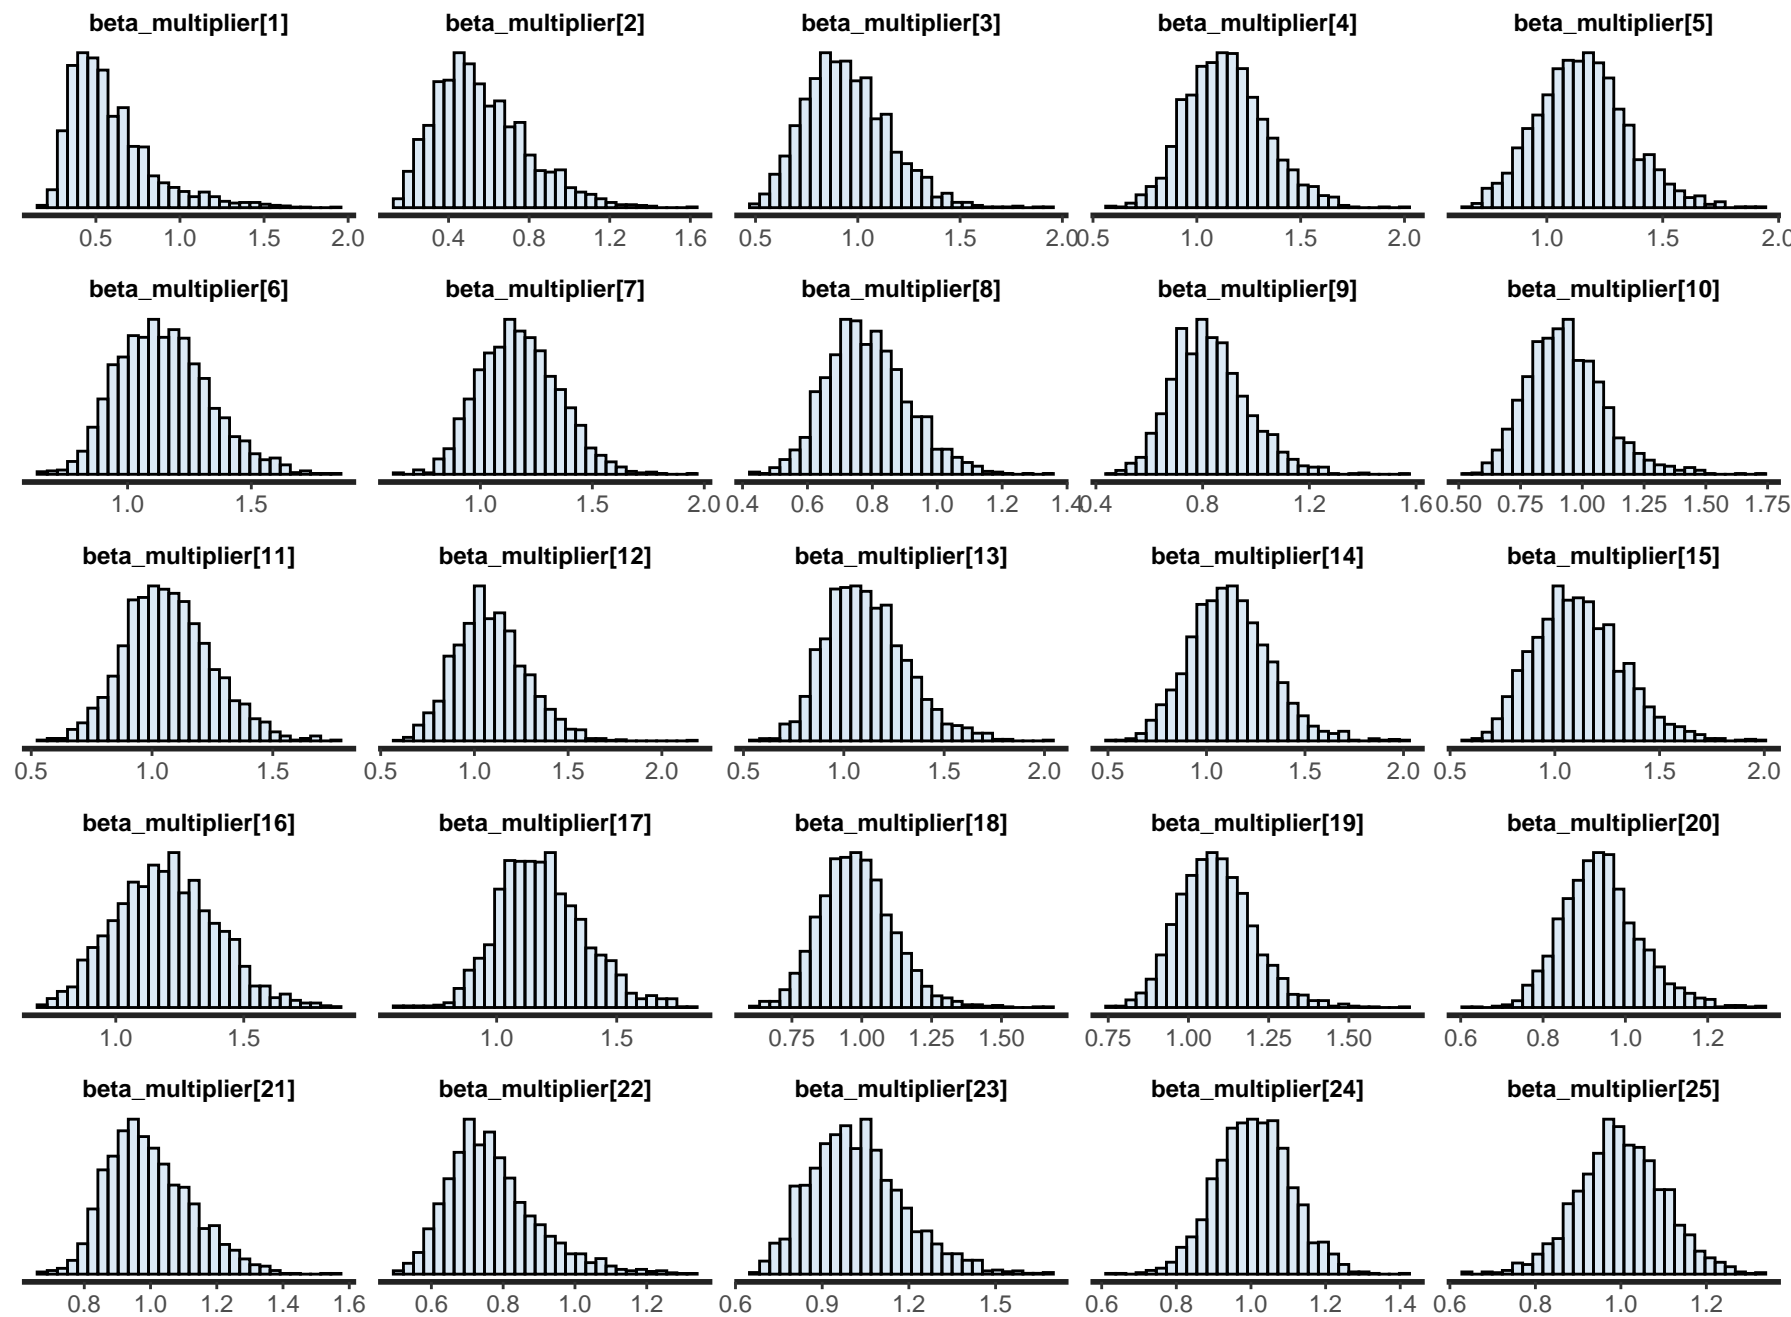 beta_multiplier[1] beta_multiplier[2] beta_multiplier[3] beta_multiplier[4] beta_multiplier[5]
0.5 1.0 1.5 2.0 0.4 0.8 1.2 1.6 0.5 1.0 1.5 2.0 0.5 1.0 1.5 2.0 1.0 1.5 2.0
beta_multiplier[6] beta_multiplier[7] beta_multiplier[8] beta_multiplier[9] beta_multiplier[10]
1.0 1.5 1.0 1.5 2.0 0.4 0.6 0.8 1.0 1.2 1.4 0.4 0.8 1.2 1.6 0.50 0.75 1.00 1.25 1.50 1.75
beta_multiplier[11] beta_multiplier[12] beta_multiplier[13] beta_multiplier[14] beta_multiplier[15]
0.5 1.0 1.5 0.5 1.0 1.5 2.0 0.5 1.0 1.5 2.0 0.5 1.0 1.5 2.0 0.5 1.0 1.5 2.0
beta_multiplier[16] beta_multiplier[17] beta_multiplier[18] beta_multiplier[19] beta_multiplier[20]
1.0 1.5 1.0 1.5 0.75 1.00 1.25 1.50 0.75 1.00 1.25 1.50 0.6 0.8 1.0 1.2
beta_multiplier[21] beta_multiplier[22] beta_multiplier[23] beta_multiplier[24] beta_multiplier[25]
0.8 1.0 1.2 1.4 1.6 0.6 0.8 1.0 1.2 0.6 0.9 1.2 1.5 0.6 0.8 1.0 1.2 1.4 0.6 0.8 1.0 1.2